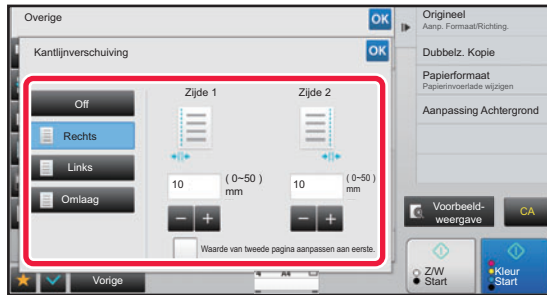 Overige
OK
Kantlijnverschuiving
OK
Off
Rechts
Links
Omlaag
Zijde 1
Zijde 2
10
( 0~50 )
mm
10
( 0~50 )
mm
− +
− +
Waarde van tweede pagina aanpassen aan eerste.
Vorige
A4
Origineel
Aanp. Formaat/Richting.
Dubbelz. Kopie
Papierformaat
Papierinvoerlade wijzigen
Aanpassing Achtergrond
Voorbeeld-
weergave
CA
Z/W
Start
Kleur
Start